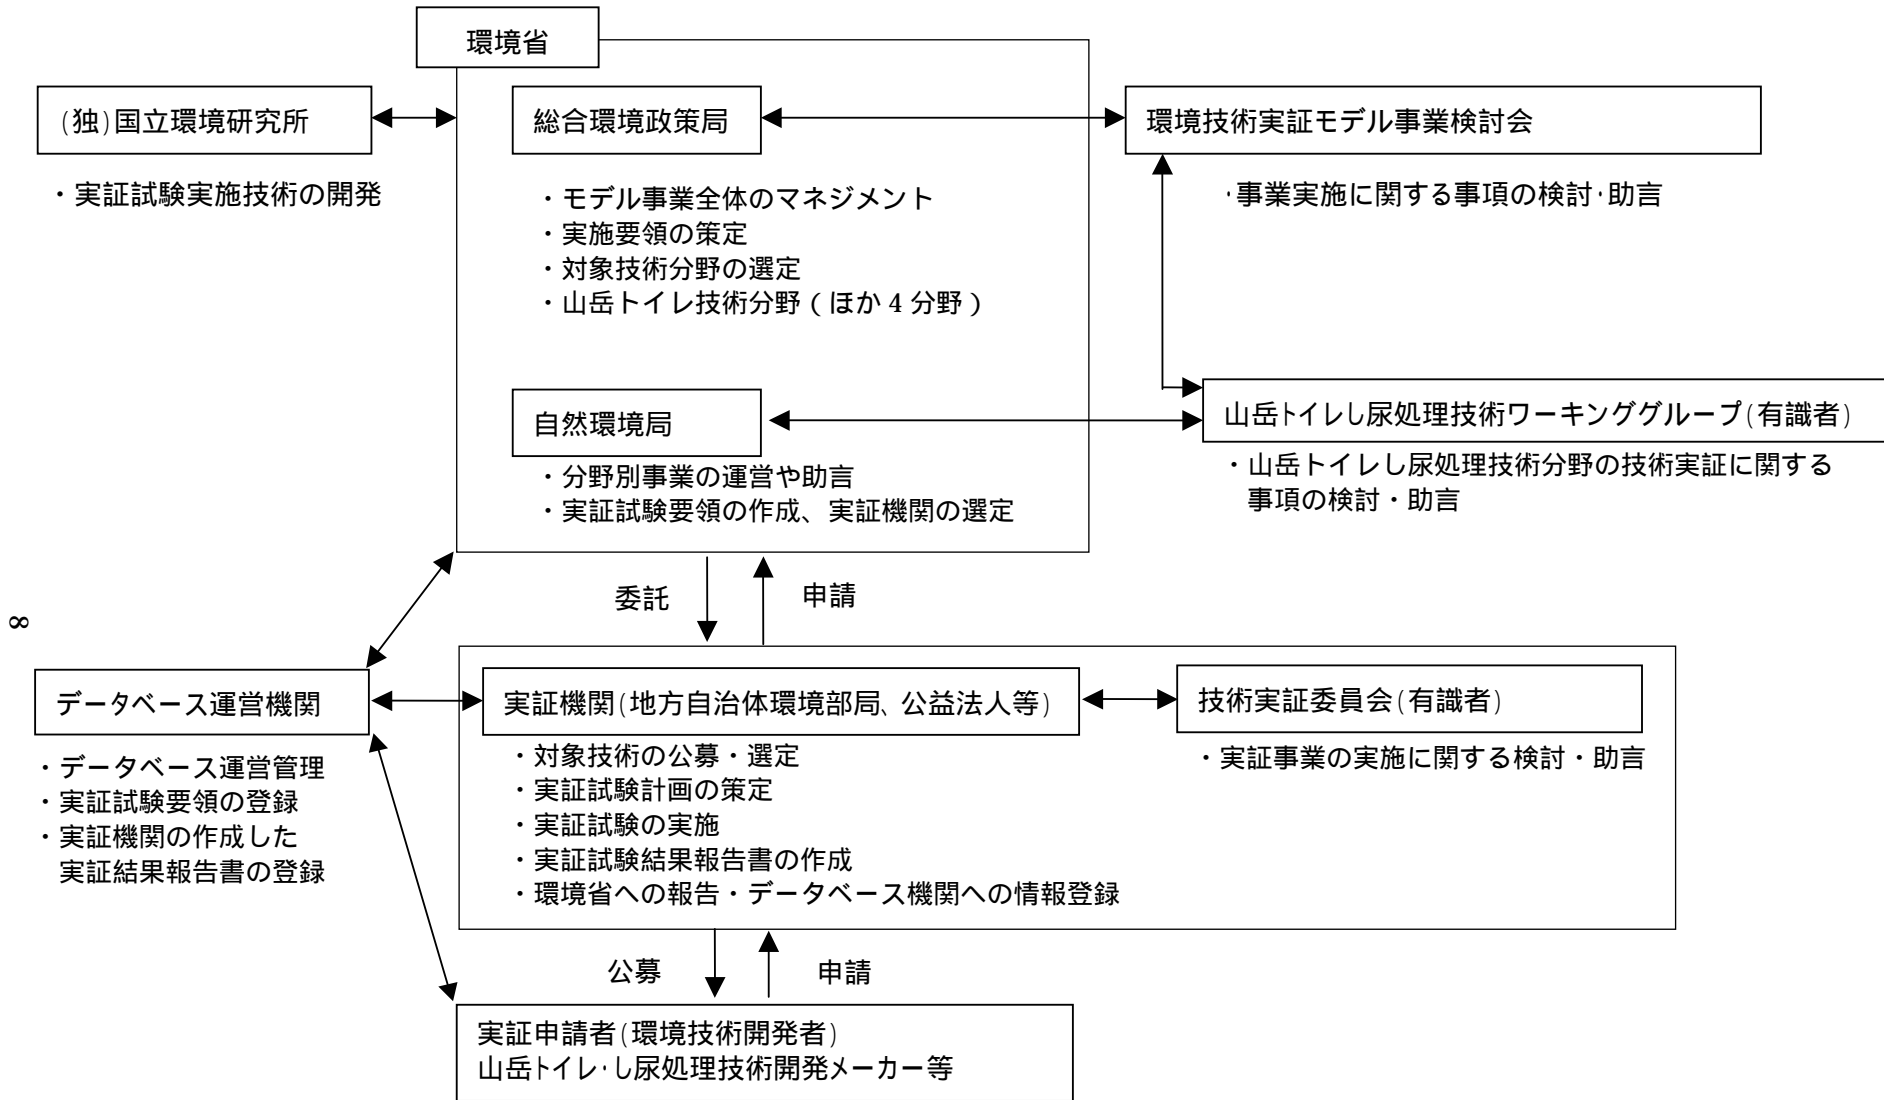 環境省
(独)国立環境研究所
・実証試験実施技術の開発
総合環境政策局
・モデル事業全体のマネジメント
・実施要領の策定
・対象技術分野の選定
・山岳トイレ技術分野(ほか4分野)
環境技術実証モデル事業検討会
・事業実施に関する事項の検討・助言
自然環境局
・分野別事業の運営や助言
・実証試験要領の作成、実証機関の選定
山岳トイレし尿処理技術ワーキンググループ(有識者)
・山岳トイレし尿処理技術分野の技術実証に関する
事項の検討・助言
委託
申請
8
データベース運営機関
・データベース運営管理
・実証試験要領の登録
・実証機関の作成した
実証結果報告書の登録
実証機関(地方自治体環境部局、公益法人等)
・対象技術の公募・選定
・実証試験計画の策定
・実証試験の実施
・実証試験結果報告書の作成
・環境省への報告・データベース機関への情報登録
技術実証委員会(有識者)
・実証事業の実施に関する検討・助言
公募
申請
実証申請者(環境技術開発者)
山岳トイレ・し尿処理技術開発メーカー等